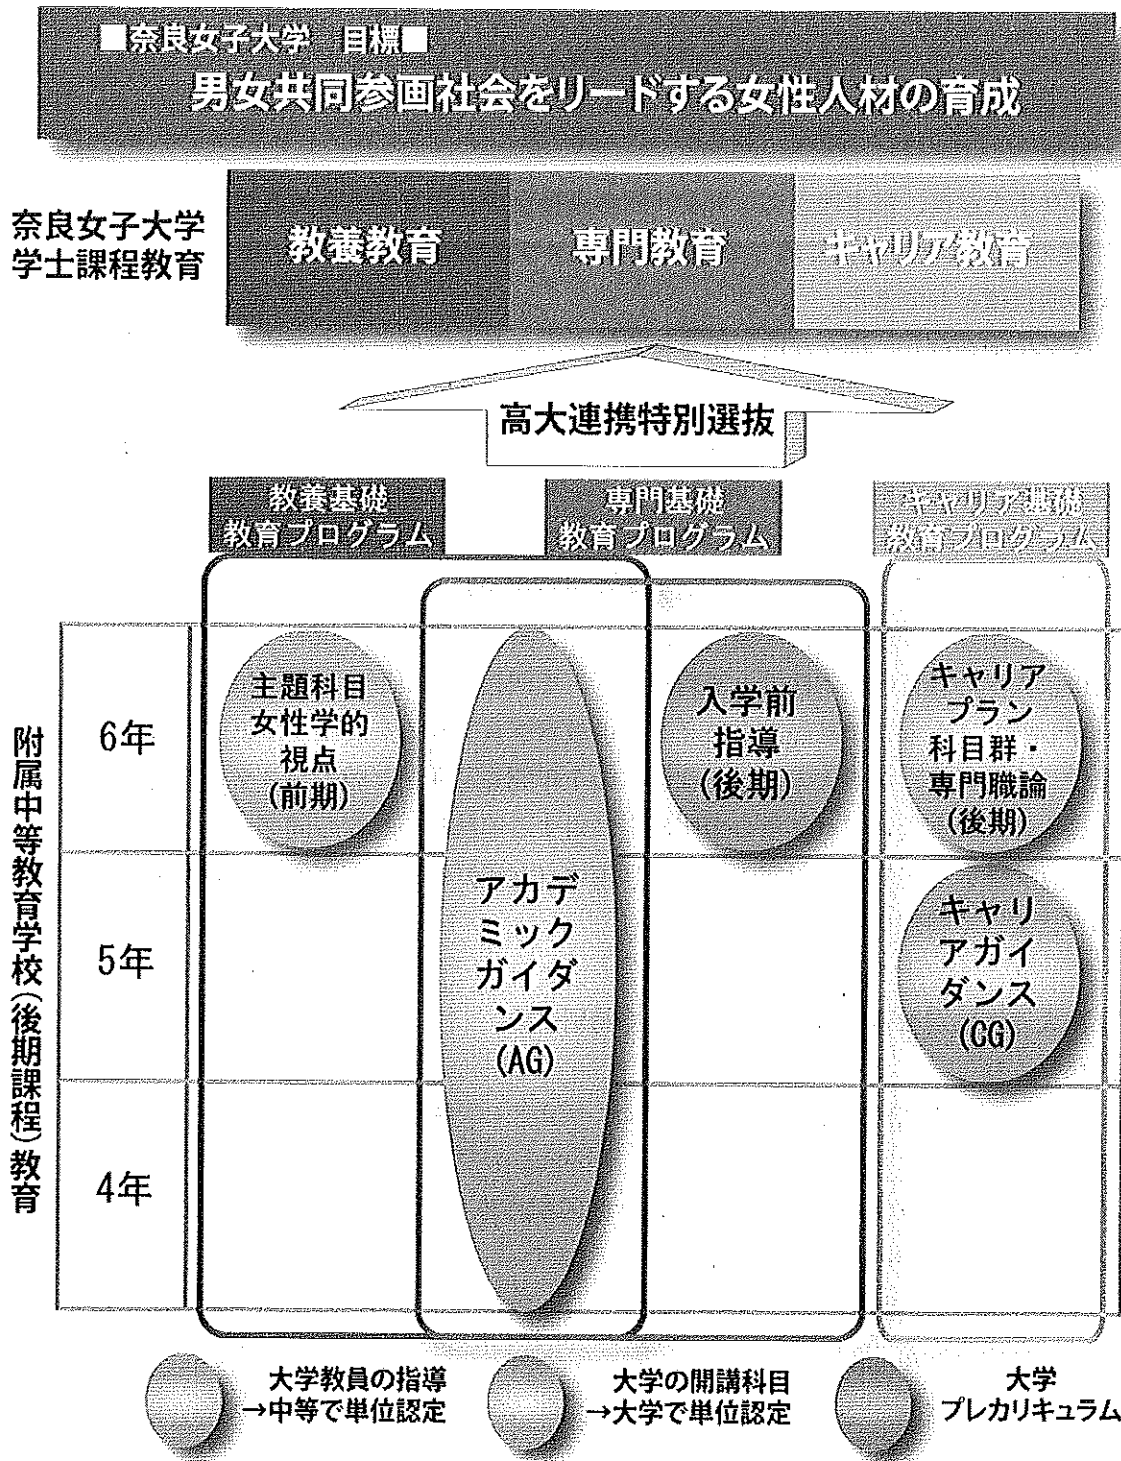 ■奈良女子大学　目標■
男女共同参画社会をリードする女性人材の育成
奈良女子大学
学士課程教育
教養教育
専門教育
キャリア教育
高大連携特別選抜
教養基礎
教育プログラム
専門基礎
教育プログラム
キャリア基礎
教育プログラム
附属中等教育学校(後期課程)教育
6年
5年
4年
主題科目
女性学的
視点
(前期)
アカデ
ミック
ガイダ
ンス
(AG)
入学前
指導
(後期)
キャリア
プラン
科目群・
専門職論
(後期)
キャリ
アガイ
ダンス
(CG)
大学教員の指導
→中等で単位認定
大学の開講科目
→大学で単位認定
大学
プレカリキュラム